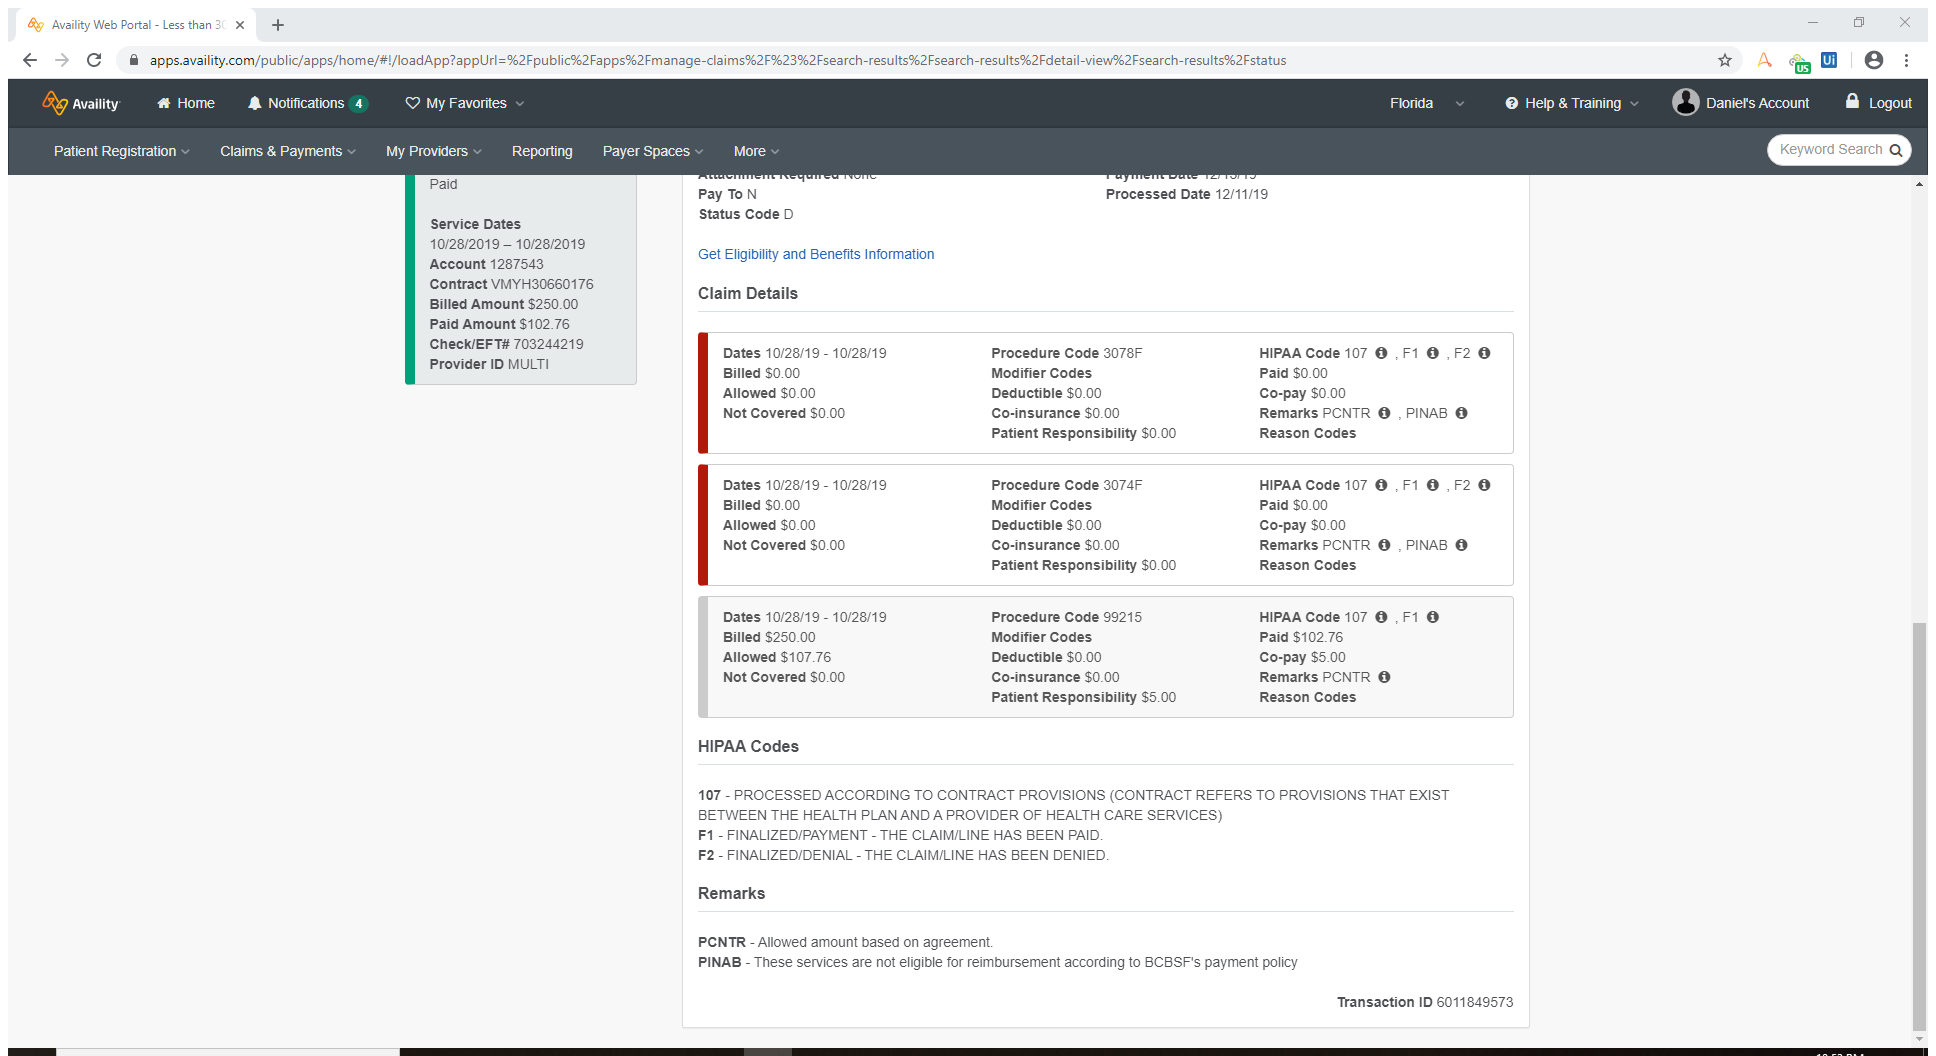 Availity Web Portal - Less than 30
apps.availity.com/public/apps/home/#!/loadApp?appUrl=%2Fpublic%2Fapps%2Fmanage-claims%2F%23%2Fsearch-results%2Fsearch-results%2Fdetail-view%2Fsearch-results%2Fstatus
US
Ui
Availity Home Notifications 4 My Favorites Florida Help & Training Daniel's Account Logout
Patient Registration Claims & Payments My Providers Reporting Payer Spaces More Keyword Search
Paid
Service Dates
10/28/2019 – 10/28/2019
Account 1287543
Contract VMYH30660176
Billed Amount $250.00
Paid Amount $102.76
Check/EFT# 703244219
Provider ID MULTI
Attachment Required None
Payment Date 12/13/19
Pay To N
Processed Date 12/11/19
Status Code D
Get Eligibility and Benefits Information
Claim Details
Dates 10/28/19 - 10/28/19
Billed $0.00
Allowed $0.00
Not Covered $0.00
Procedure Code 3078F
Modifier Codes
Deductible $0.00
Co-insurance $0.00
Patient Responsibility $0.00
HIPAA Code 107 , F1 , F2
Paid $0.00
Co-pay $0.00
Remarks PCNTR , PINAB
Reason Codes
Dates 10/28/19 - 10/28/19
Billed $0.00
Allowed $0.00
Not Covered $0.00
Procedure Code 3074F
Modifier Codes
Deductible $0.00
Co-insurance $0.00
Patient Responsibility $0.00
HIPAA Code 107 , F1 , F2
Paid $0.00
Co-pay $0.00
Remarks PCNTR , PINAB
Reason Codes
Dates 10/28/19 - 10/28/19
Billed $250.00
Allowed $107.76
Not Covered $0.00
Procedure Code 99215
Modifier Codes
Deductible $0.00
Co-insurance $0.00
Patient Responsibility $5.00
HIPAA Code 107 , F1
Paid $102.76
Co-pay $5.00
Remarks PCNTR
Reason Codes
HIPAA Codes
107 - PROCESSED ACCORDING TO CONTRACT PROVISIONS (CONTRACT REFERS TO PROVISIONS THAT EXIST
BETWEEN THE HEALTH PLAN AND A PROVIDER OF HEALTH CARE SERVICES)
F1 - FINALIZED/PAYMENT - THE CLAIM/LINE HAS BEEN PAID.
F2 - FINALIZED/DENIAL - THE CLAIM/LINE HAS BEEN DENIED.
Remarks
PCNTR - Allowed amount based on agreement.
PINAB - These services are not eligible for reimbursement according to BCBSF's payment policy
Transaction ID 6011849573